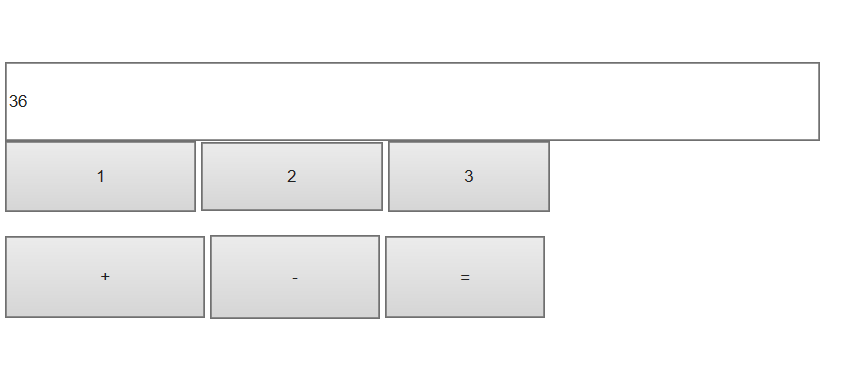 36
1 2 3
+ - =